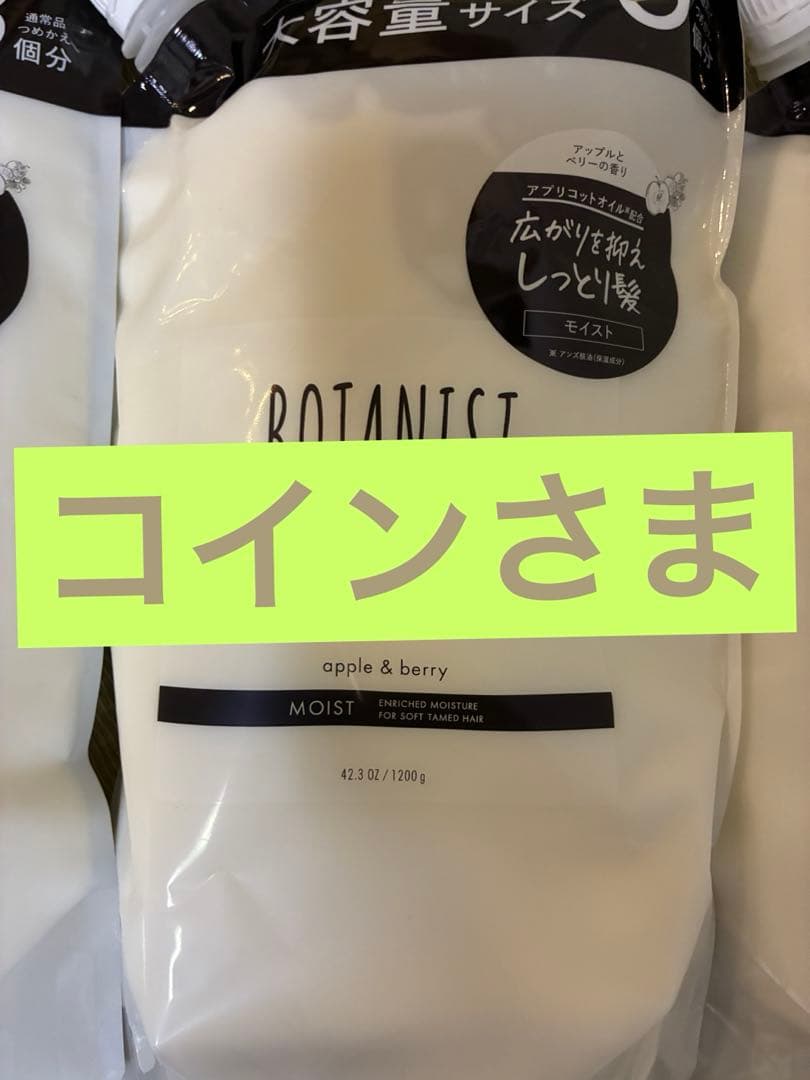 通常品
つめかえ
個分
大容量サイズ
個分
アップルと
ベリーの香り
アプリコットオイル※配合
広がりを抑え
しっとり髪
モイスト
※ アンズ核油(保湿成分)
BOTANIST
コインさま
apple & berry
MOIST
ENRICHED MOISTURE
FOR SOFT TAMED HAIR
42.3 OZ / 1200g